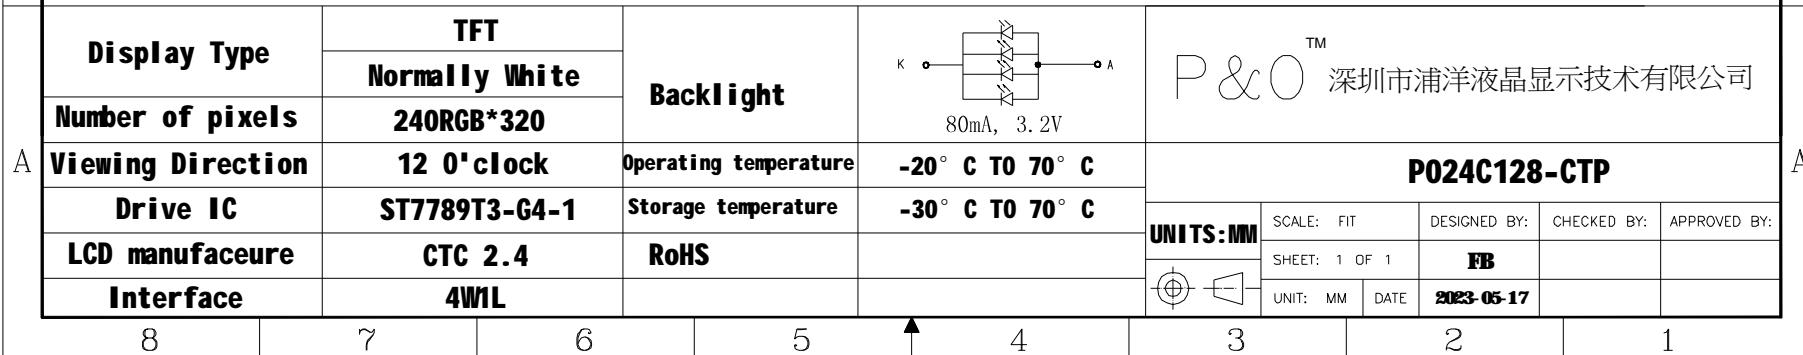 Display Type
TFT
Normally White
Number of pixels
240RGB*320
Viewing Direction
12 O'clock
Drive IC
ST7789T3-G4-1
LCD manufaceure
CTC 2.4
Interface
4W1L
Backlight
K
A
80mA, 3.2V
Operating temperature
-20° C TO 70° C
Storage temperature
-30° C TO 70° C
RoHS
P&O™ 深圳市浦洋液晶显示技术有限公司
PO24C128-CTP
UNITS:MM
SCALE: FIT
DESIGNED BY:
CHECKED BY:
APPROVED BY:
SHEET: 1 OF 1
FB
UNIT: MM
DATE
2023-05-17
A
A
8 7 6 5 4 3 2 1